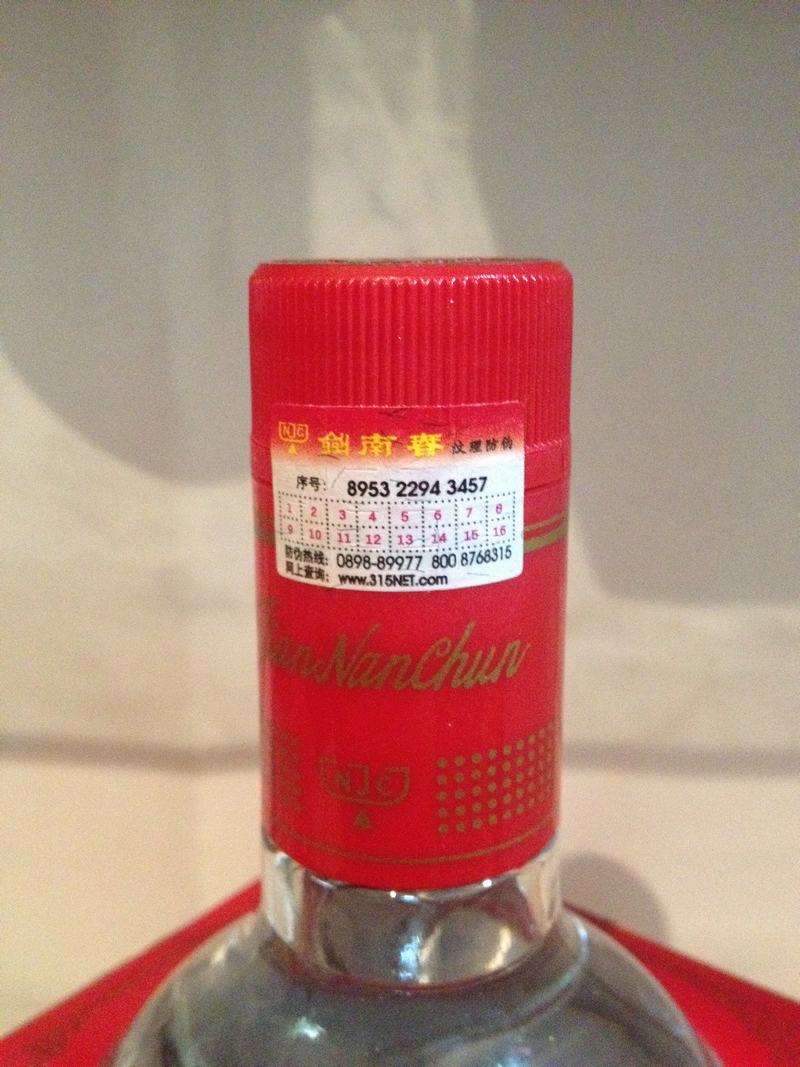 NJC 剑南春 纹理防伪
序号: 8953 2294 3457
1 2 3 4 5 6 7 8
9 10 11 12 13 14 15 16
防伪热线: 0898-89977 800 8768315
网上查询: www.315NET.com
NanChun
NJC